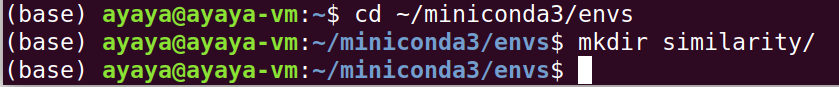 (base) ayaya@ayaya-vm:~$ cd ~/miniconda3/envs
(base) ayaya@ayaya-vm:~/miniconda3/envs$ mkdir similarity/
(base) ayaya@ayaya-vm:~/miniconda3/envs$